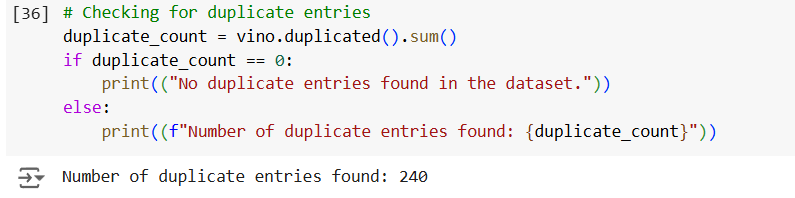 [36] # Checking for duplicate entries
duplicate_count = vino.duplicated().sum()
if duplicate_count == 0:
    print(("No duplicate entries found in the dataset."))
else:
    print((f"Number of duplicate entries found: {duplicate_count}"))
Number of duplicate entries found: 240